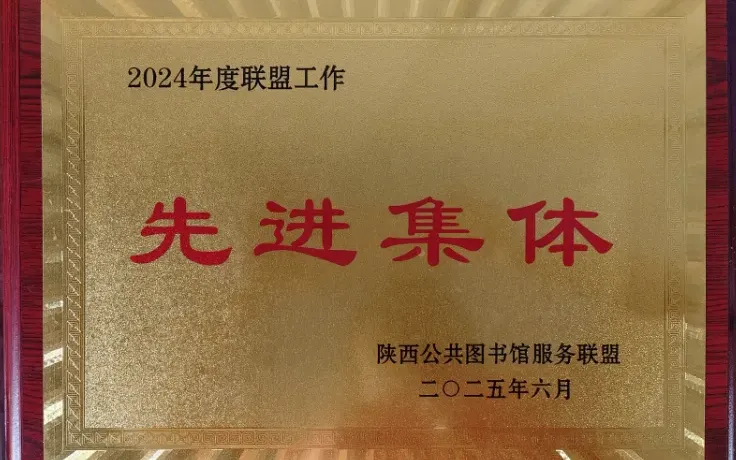 2024年度联盟工作
先进集体
陕西公共图书馆服务联盟
二〇二五年六月